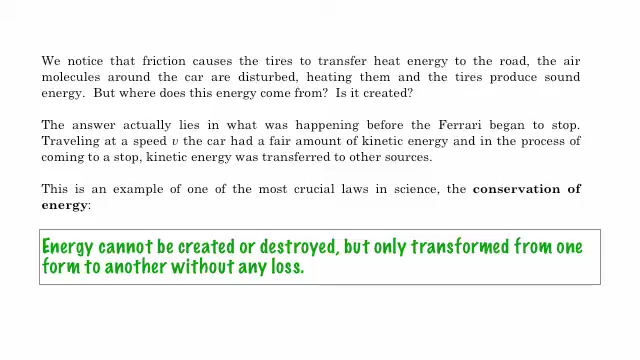 We notice that friction causes the tires to transfer heat energy to the road, the air
molecules around the car are disturbed, heating them and the tires produce sound
energy. But where does this energy come from? Is it created?
The answer actually lies in what was happening before the Ferrari began to stop.
Traveling at a speed v the car had a fair amount of kinetic energy and in the process of
coming to a stop, kinetic energy was transferred to other sources.
This is an example of one of the most crucial laws in science, the conservation of
energy:
Energy cannot be created or destroyed, but only transformed from one
form to another without any loss.